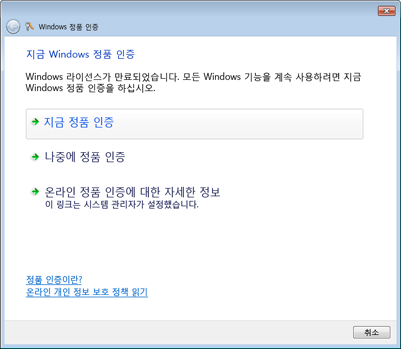 Windows 정품 인증
지금 Windows 정품 인증
Windows 라이선스가 만료되었습니다. 모든 Windows 기능을 계속 사용하려면 지금
Windows 정품 인증을 하십시오.
지금 정품 인증
나중에 정품 인증
온라인 정품 인증에 대한 자세한 정보
이 링크는 시스템 관리자가 설정했습니다.
정품 인증이란?
온라인 개인 정보 보호 정책 읽기
취소